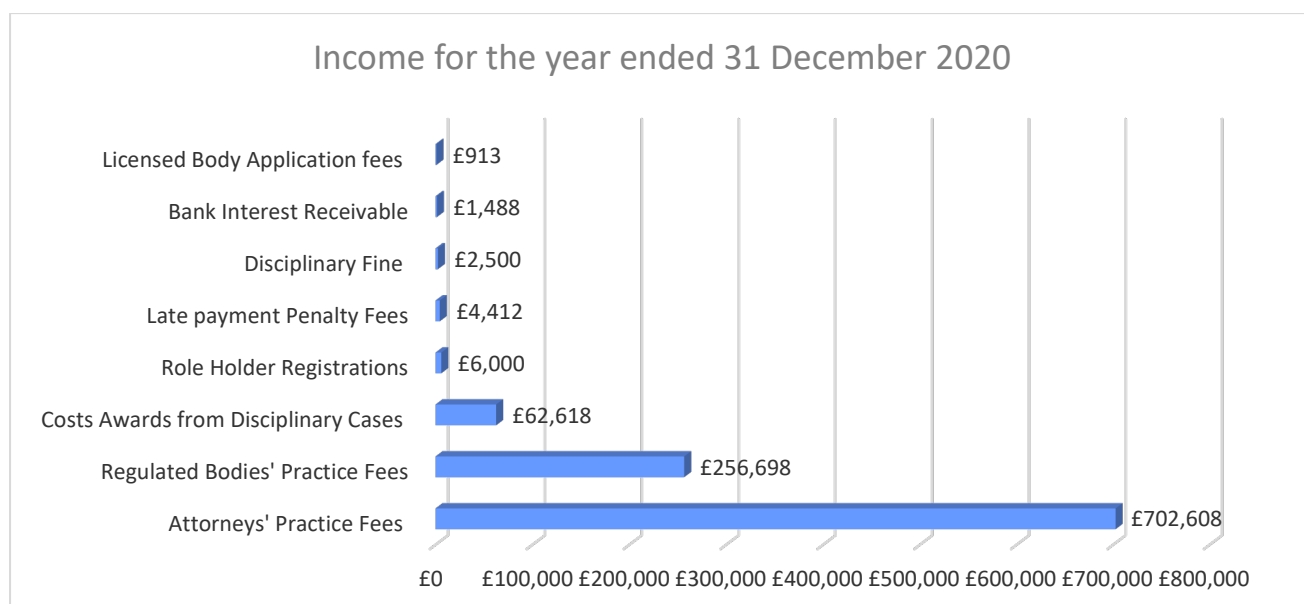 Income for the year ended 31 December 2020
Licensed Body Application fees £913
Bank Interest Receivable £1,488
Disciplinary Fine £2,500
Late payment Penalty Fees £4,412
Role Holder Registrations £6,000
Costs Awards from Disciplinary Cases £62,618
Regulated Bodies' Practice Fees £256,698
Attorneys' Practice Fees £702,608
£0 £100,000 £200,000 £300,000 £400,000 £500,000 £600,000 £700,000 £800,000